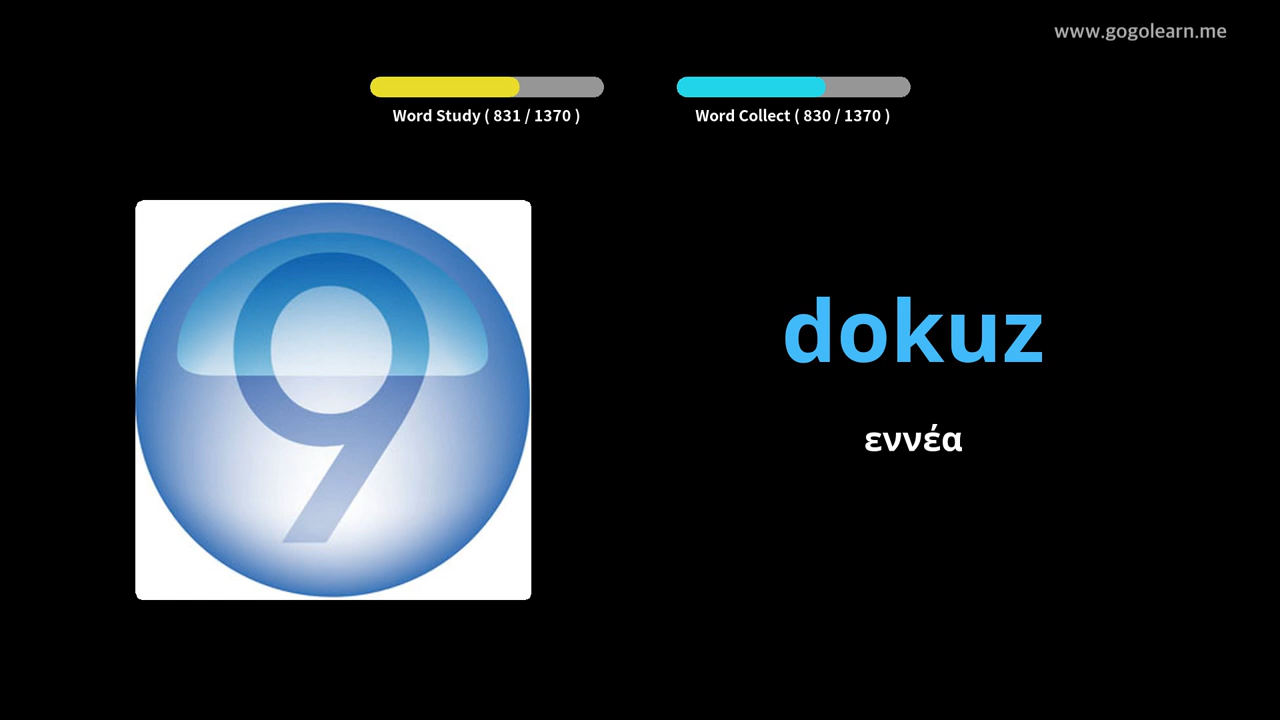 www.gogolearn.me
Word Study ( 831 / 1370 )
Word Collect ( 830 / 1370 )
9
dokuz
εννέα